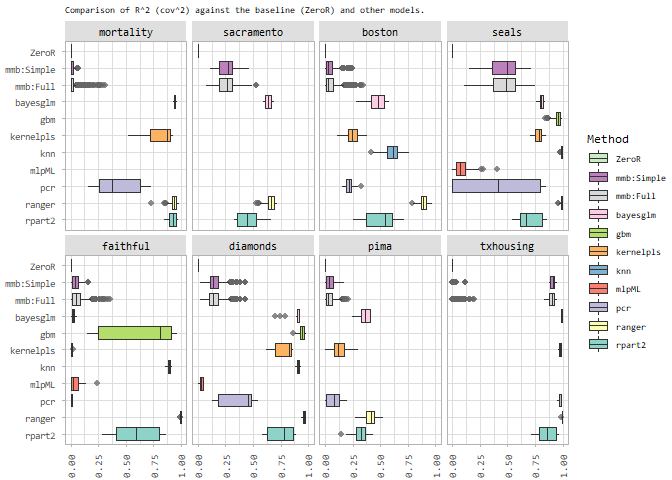 Comparison of R^2 (cov^2) against the baseline (ZeroR) and other models.
mortality sacramento boston seals
ZeroR
mmb:Simple
mmb:Full
bayesglm
gbm
kernelpls
knn
mlpML
pcr
ranger
rpart2
faithful diamonds pima txhousing
ZeroR
mmb:Simple
mmb:Full
bayesglm
gbm
kernelpls
knn
mlpML
pcr
ranger
rpart2
0.00 0.25 0.50 0.75 1.00 0.00 0.25 0.50 0.75 1.00 0.00 0.25 0.50 0.75 1.00 0.00 0.25 0.50 0.75 1.00
Method
ZeroR
mmb:Simple
mmb:Full
bayesglm
gbm
kernelpls
knn
mlpML
pcr
ranger
rpart2